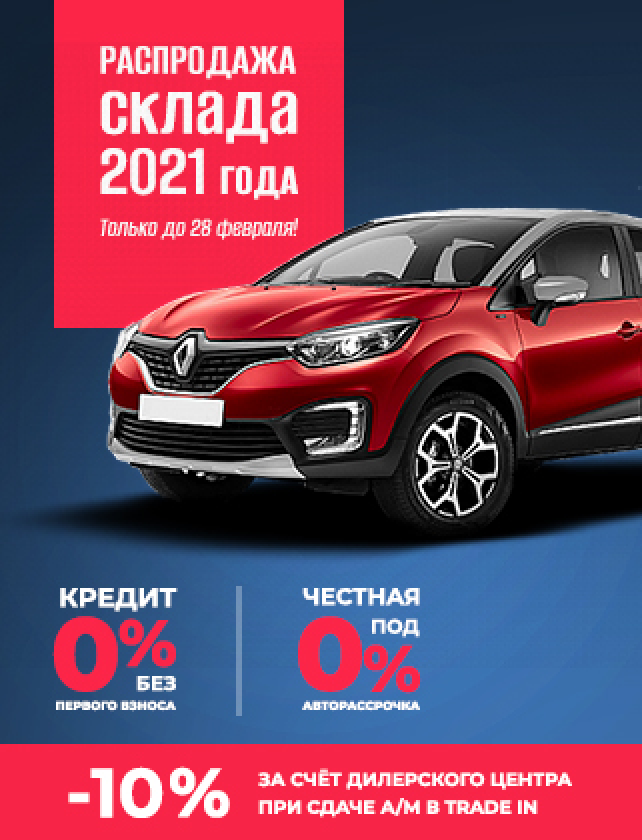 РАСПРОДАЖА
склада
2021 ГОДА
Только до 28 февраля!
КРЕДИТ
0%
БЕЗ
ПЕРВОГО ВЗНОСА
ЧЕСТНАЯ
ПОД
0%
АВТОРАССРОЧКА
-10%
ЗА СЧЁТ ДИЛЕРСКОГО ЦЕНТРА
ПРИ СДАЧЕ А/М В TRADE IN